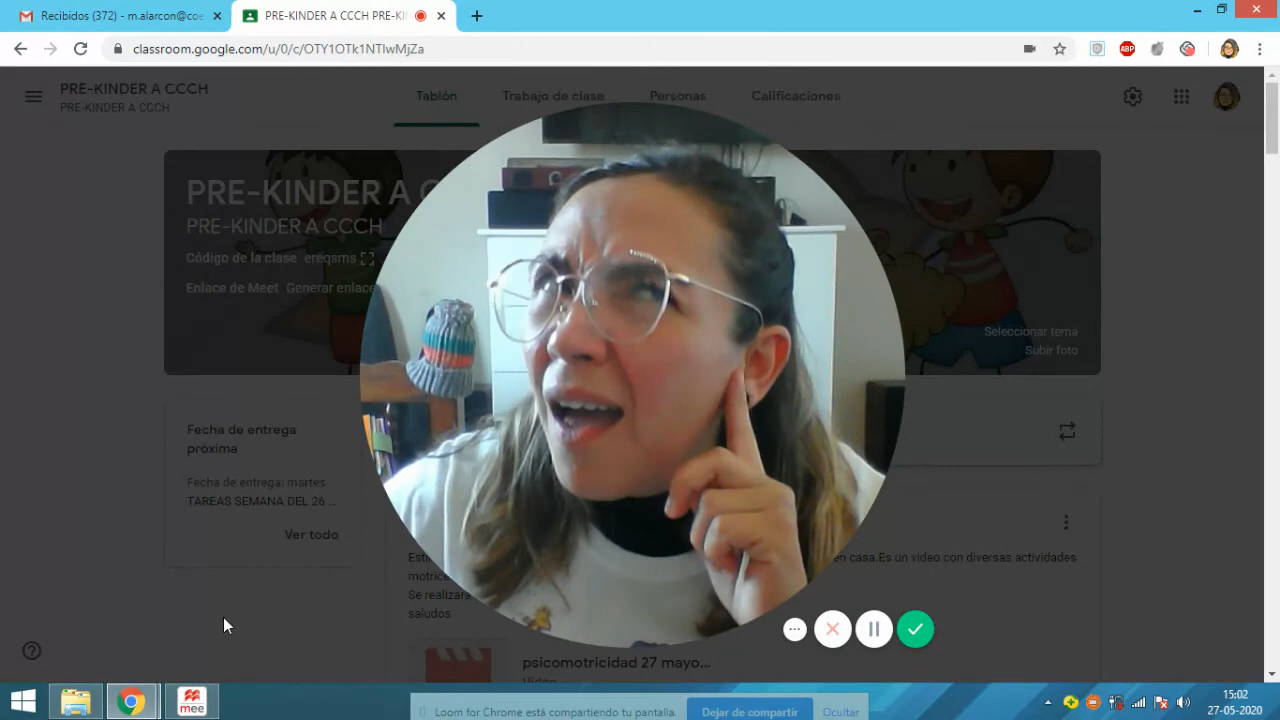 Recibidos (372) - m.alarcon@coe
PRE-KINDER A CCCH PRE-KI
classroom.google.com/u/0/c/OTY1OTk1NTIwMjZa
ABP
PRE-KINDER A CCCH
PRE-KINDER A CCCH
Tablón
Trabajo de clase
Personas
Calificaciones
PRE-KINDER A C
PRE-KINDER A CCCH
Código de la clase ereqsms
Enlace de Meet Generar enlace
Seleccionar tema
Subir foto
Fecha de entrega
próxima
Fecha de entrega: martes
TAREAS SEMANA DEL 26 ...
Ver todo
en casa.Es un video con diversas actividades
motric
Se realizara
saludos.
psicomotricidad 27 mayo...
Video
mee
Loom for Chrome está compartiendo tu pantalla.
Dejar de compartir
Ocultar
15:02
27-05-2020